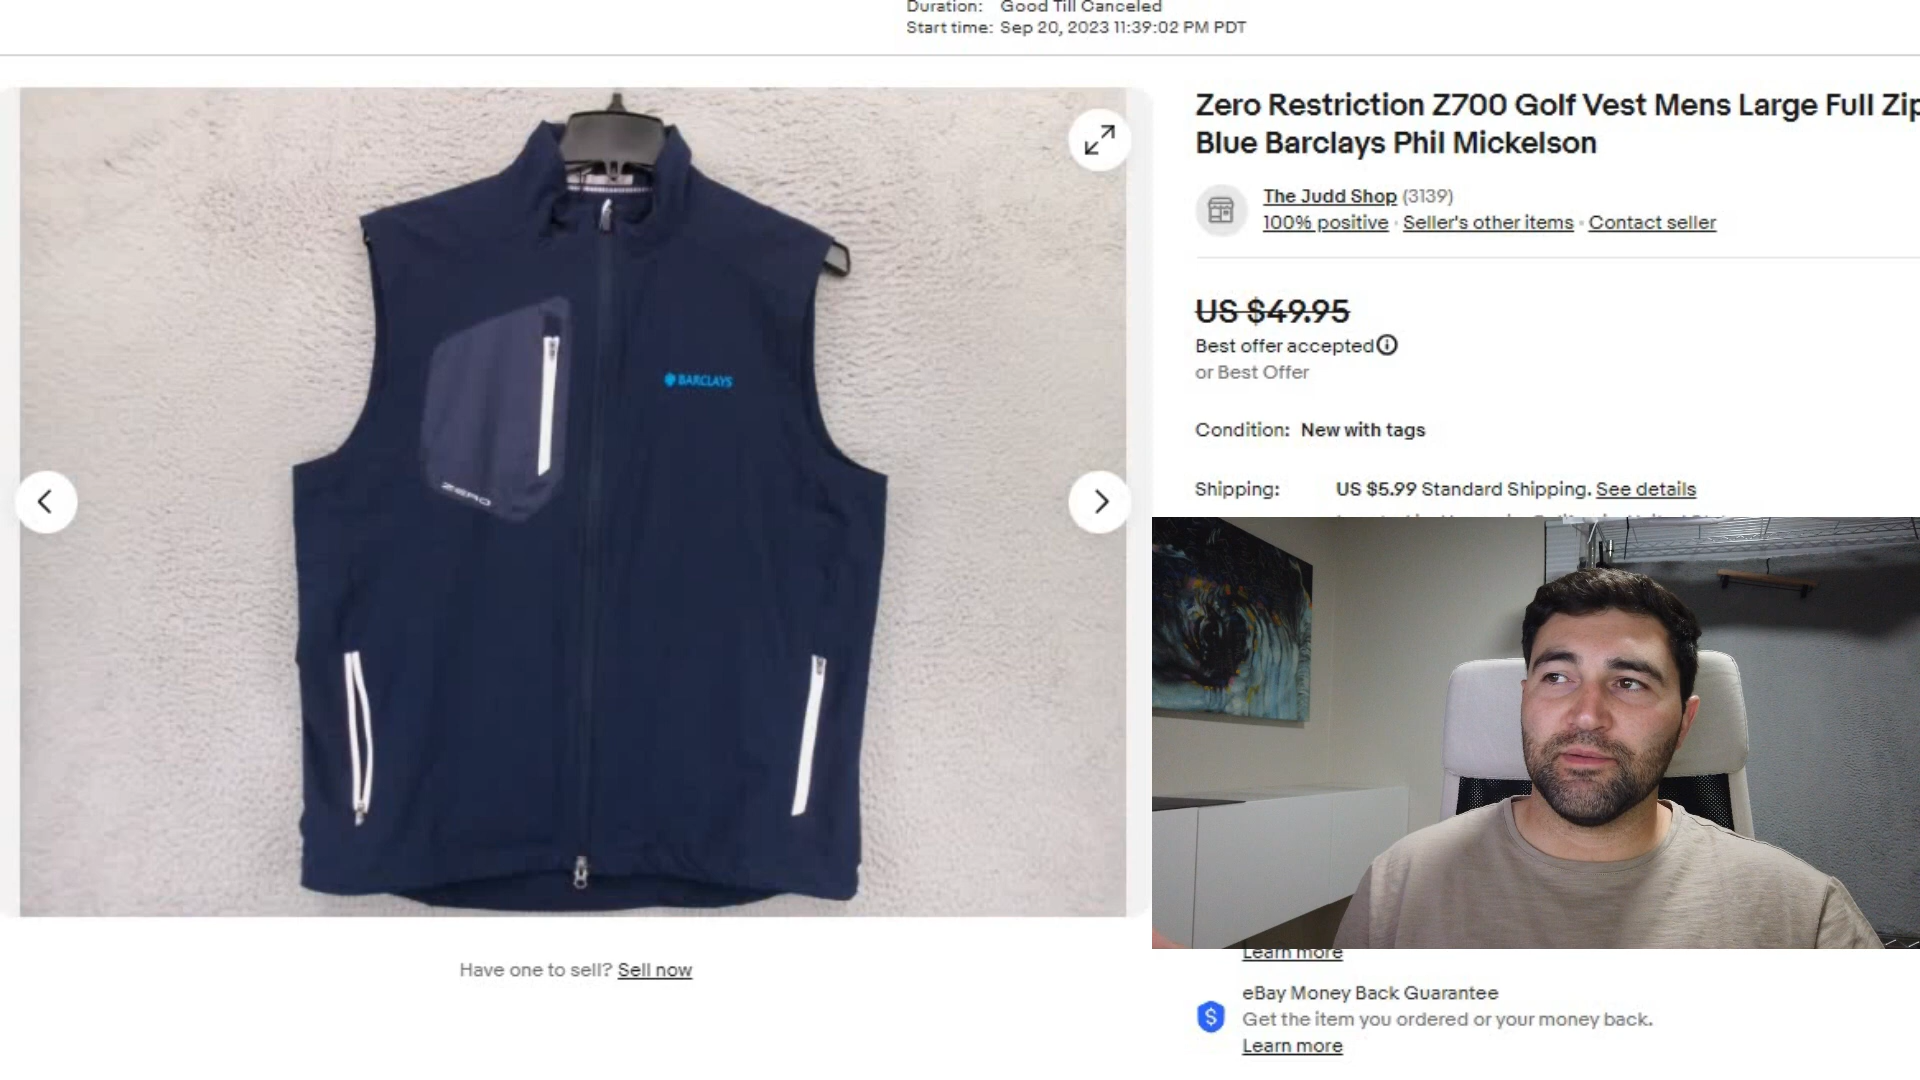 Duration: Good Till Canceled
Start time: Sep 20, 2023 11:39:02 PM PDT
Zero Restriction Z700 Golf Vest Mens Large Full Zip
Blue Barclays Phil Mickelson
The Judd Shop (3139)
100% positive · Seller's other items · Contact seller
US $49.95
Best offer accepted
or Best Offer
Condition: New with tags
Shipping: US $5.99 Standard Shipping. See details
BARCLAYS
ZERO
Have one to sell? Sell now
Learn more
eBay Money Back Guarantee
Get the item you ordered or your money back.
Learn more